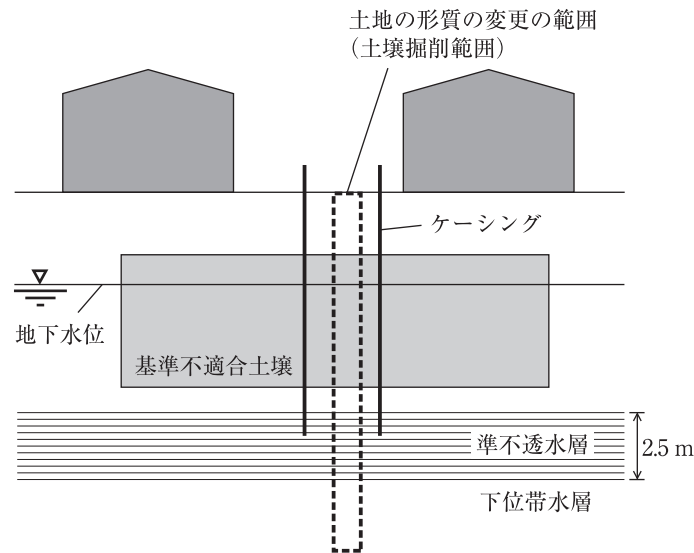 土地の形質の変更の範囲
（土壌掘削範囲）
ケーシング
地下水位
基準不適合土壌
準不透水層
2.5 m
下位帯水層